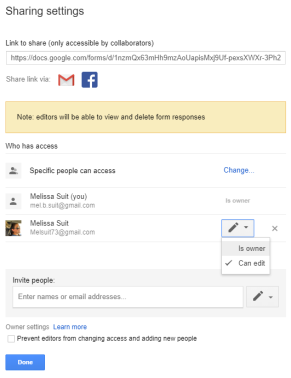 Sharing settings
Link to share (only accessible by collaborators)
https://docs.google.com/forms/d/1nzmQx63mHh9mzAoUapisMxj9Uf-pexsXWXr-3Ph2
Share link via:
Note: editors will be able to view and delete form responses
Who has access
Specific people can access Change...
Melissa Suit (you) Is owner
mel.b.suit@gmail.com
Melissa Suit
Melsuit73@gmail.com
Is owner
Can edit
Invite people:
Enter names or email addresses...
Owner settings Learn more
Prevent editors from changing access and adding new people
Done